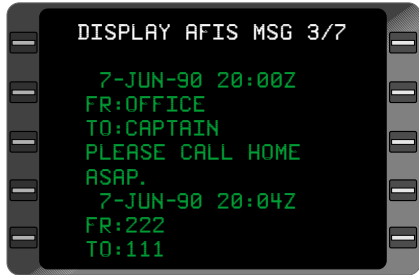 DISPLAY AFIS MSG 3/7
7-JUN-90 20:00Z
FR:OFFICE
TO:CAPTAIN
PLEASE CALL HOME
ASAP.
7-JUN-90 20:04Z
FR:222
TO:111